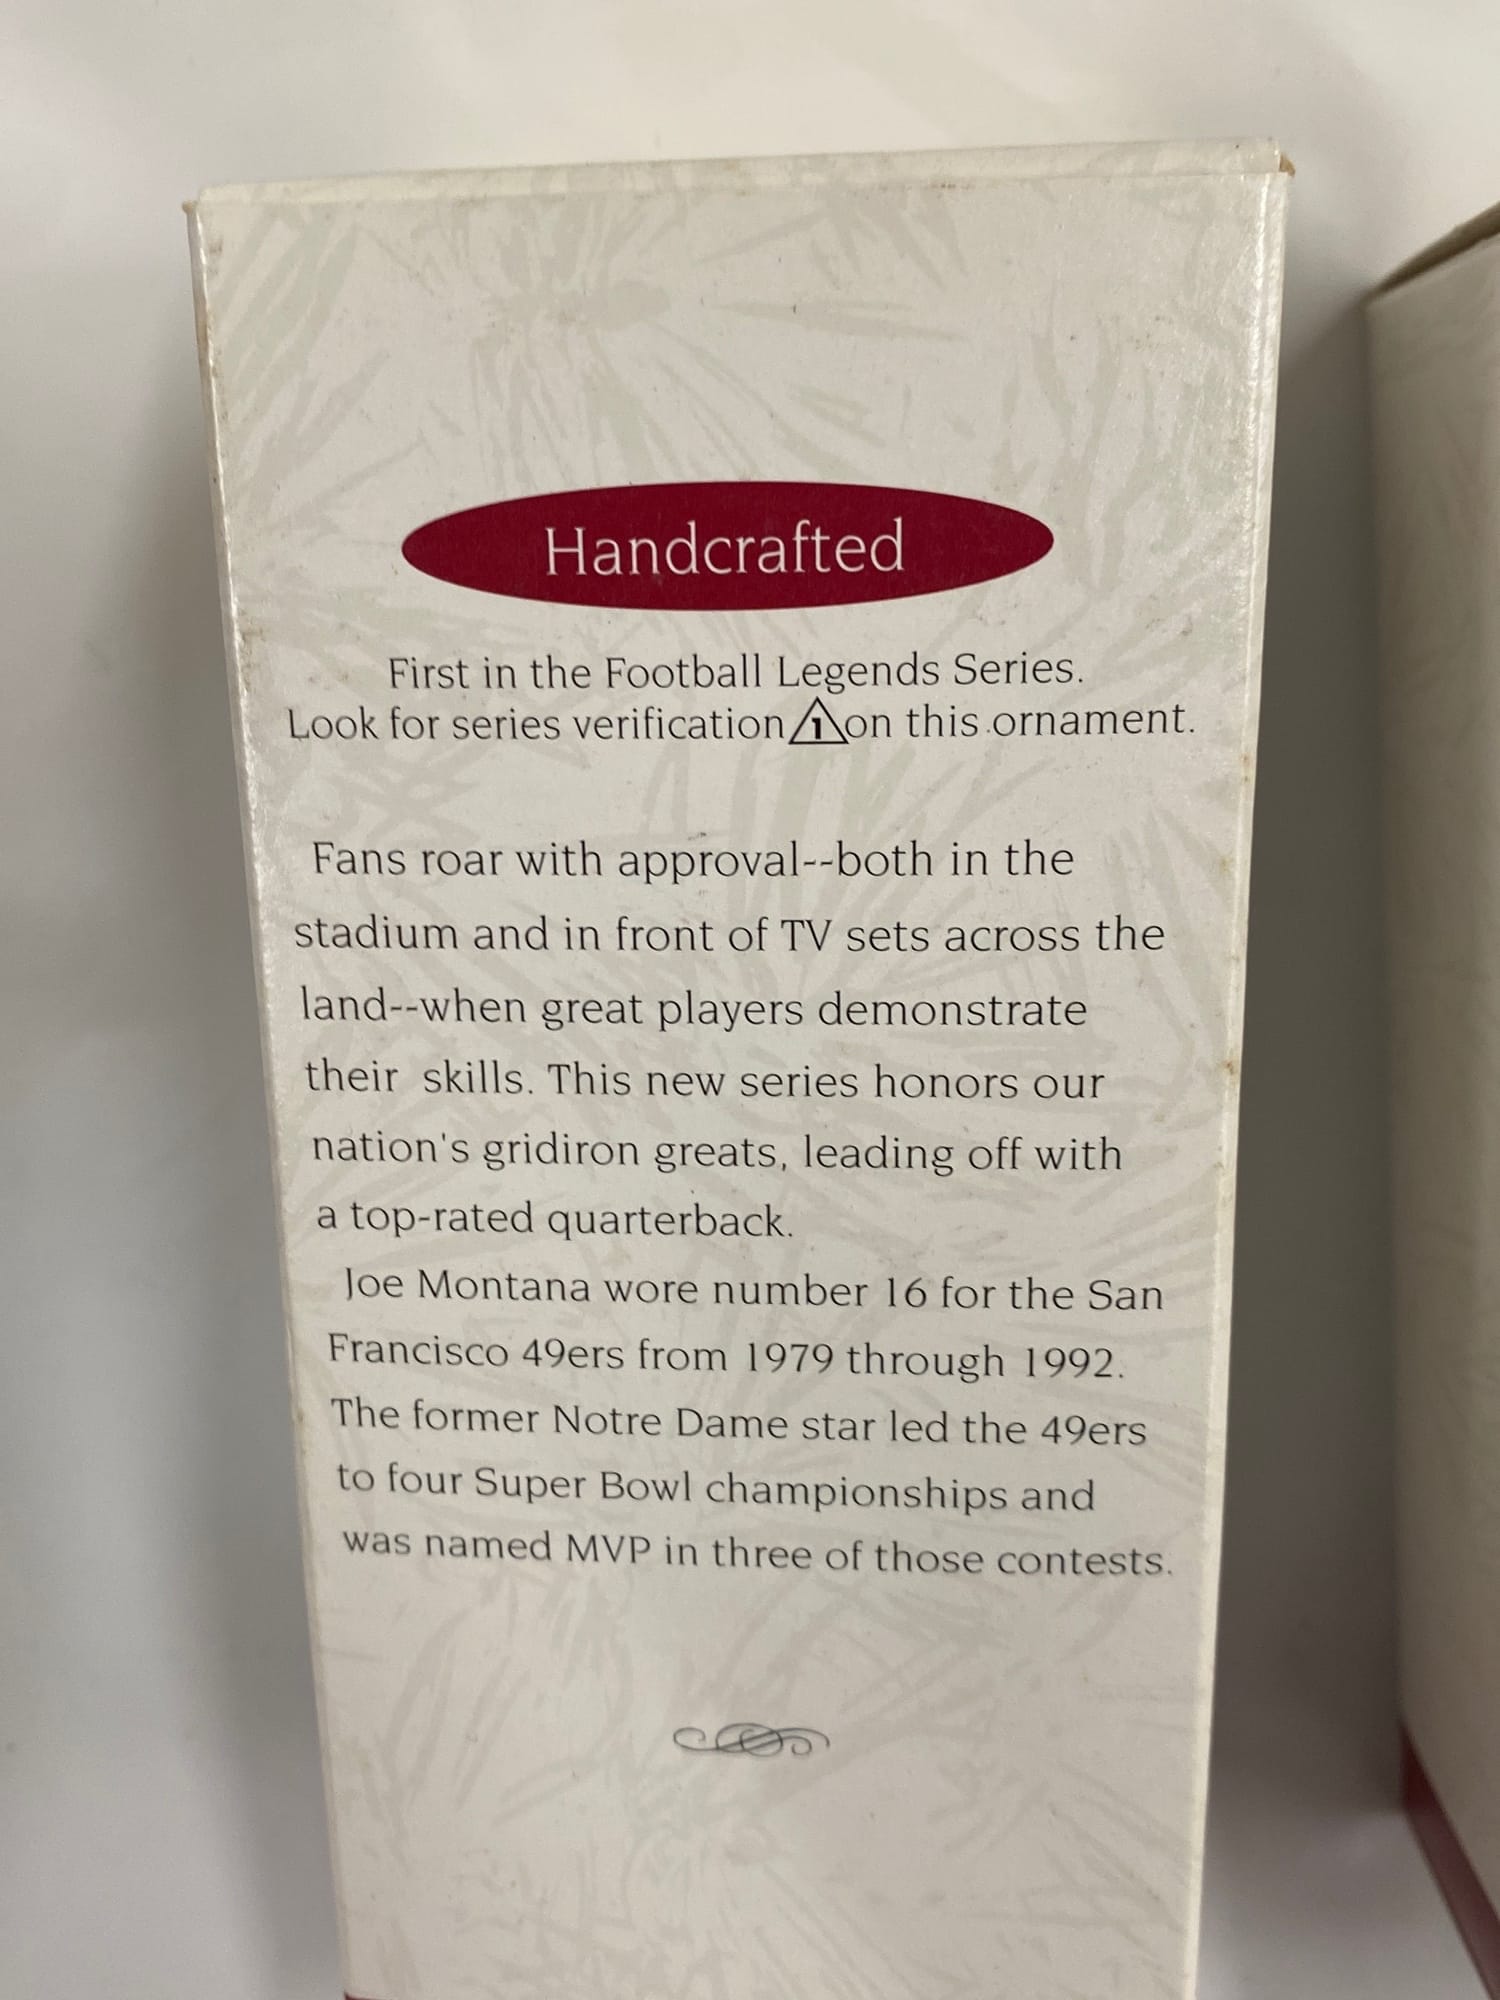 Handcrafted
First in the Football Legends Series.
Look for series verification 1 on this ornament.
Fans roar with approval--both in the
stadium and in front of TV sets across the
land--when great players demonstrate
their skills. This new series honors our
nation's gridiron greats, leading off with
a top-rated quarterback.
Joe Montana wore number 16 for the San
Francisco 49ers from 1979 through 1992.
The former Notre Dame star led the 49ers
to four Super Bowl championships and
was named MVP in three of those contests.